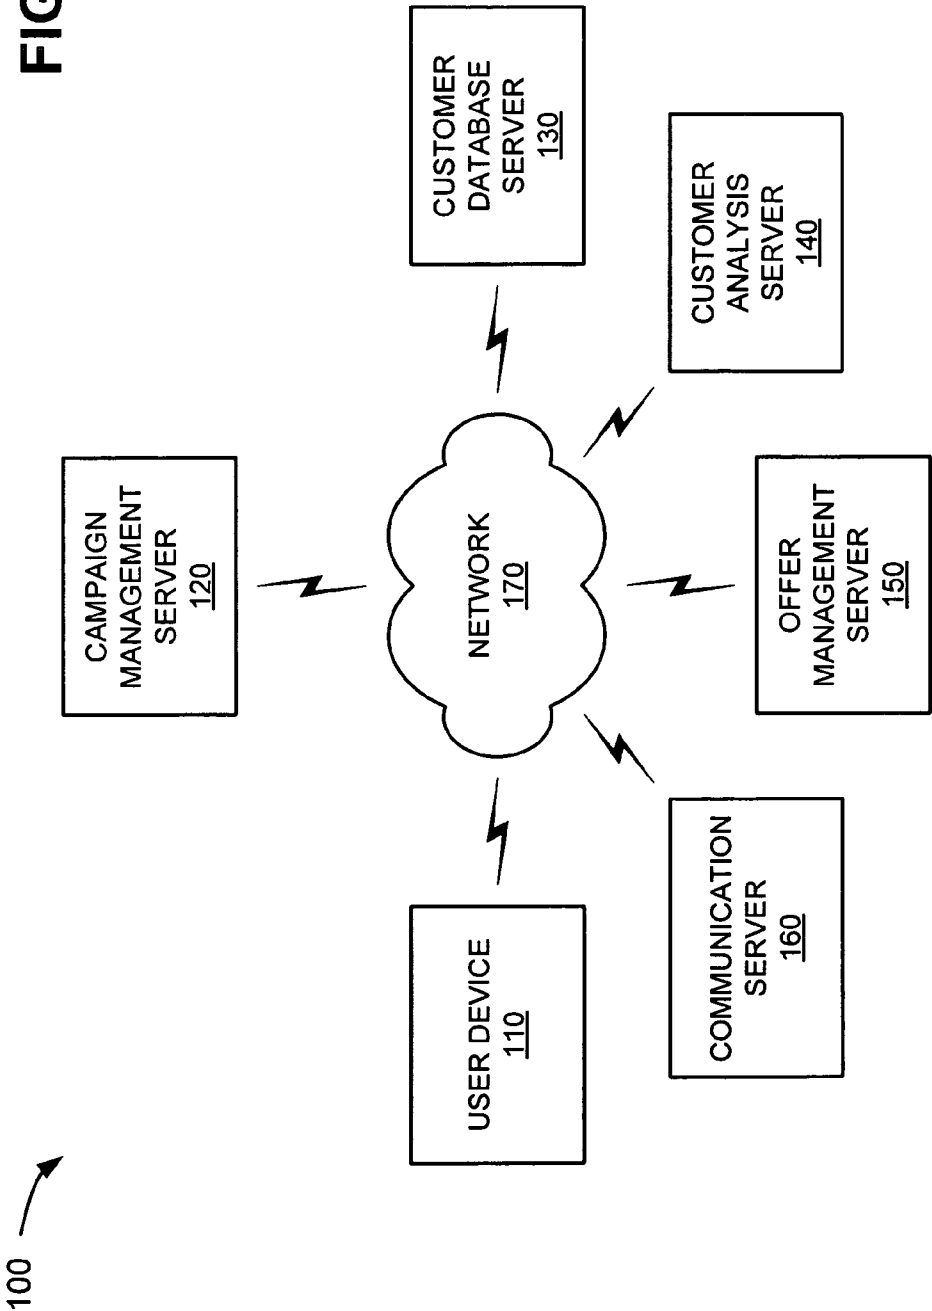 100
FIG
CAMPAIGN
MANAGEMENT
SERVER
120
USER DEVICE
110
NETWORK
170
CUSTOMER
DATABASE
SERVER
130
COMMUNICATION
SERVER
160
CUSTOMER
ANALYSIS
SERVER
140
OFFER
MANAGEMENT
SERVER
150